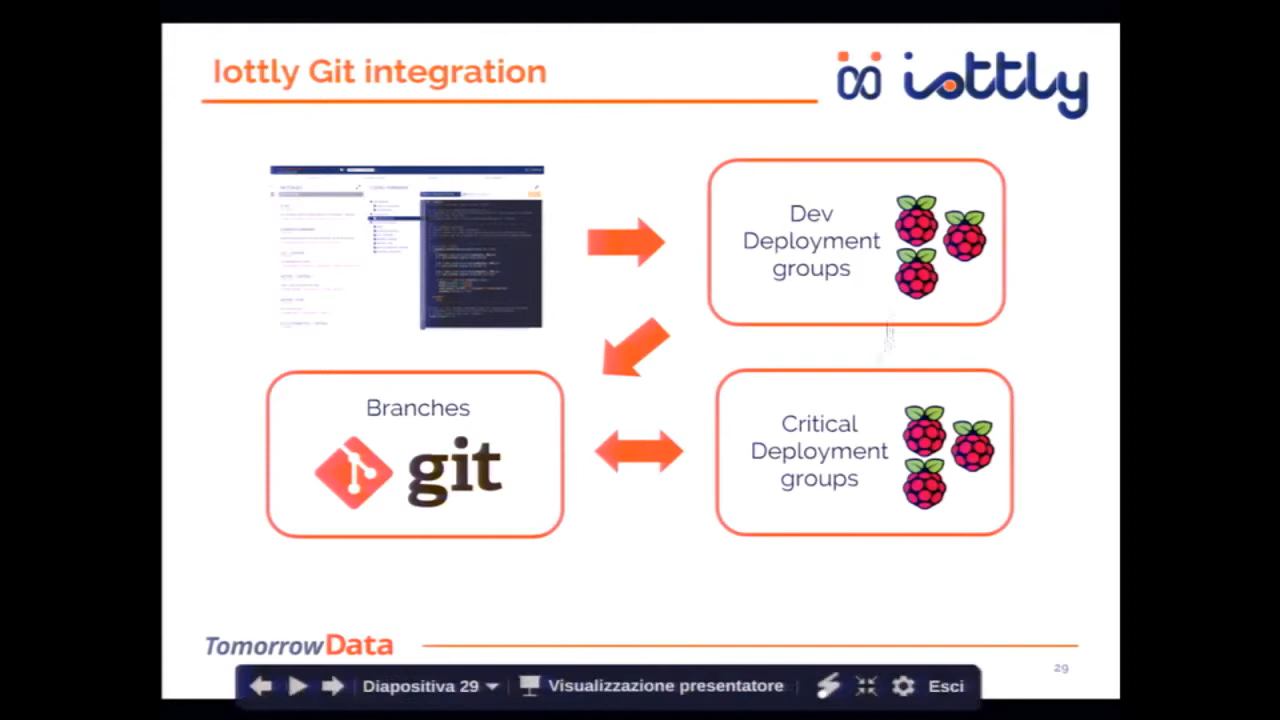 Iottly Git integration
iottly
Dev
Deployment
groups
Branches
git
Critical
Deployment
groups
TomorrowData
29
Diapositiva 29
Visualizzazione presentatore
Esci